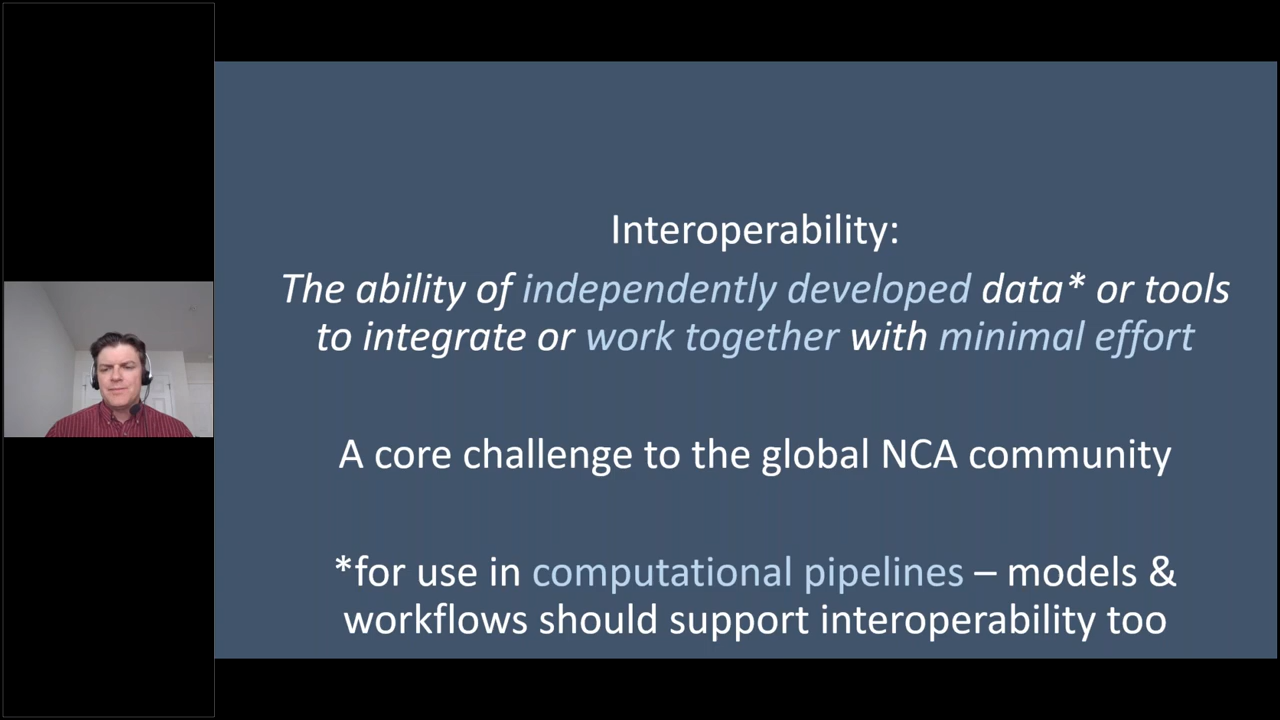 Interoperability:
The ability of independently developed data* or tools
to integrate or work together with minimal effort
A core challenge to the global NCA community
*for use in computational pipelines – models &
workflows should support interoperability too